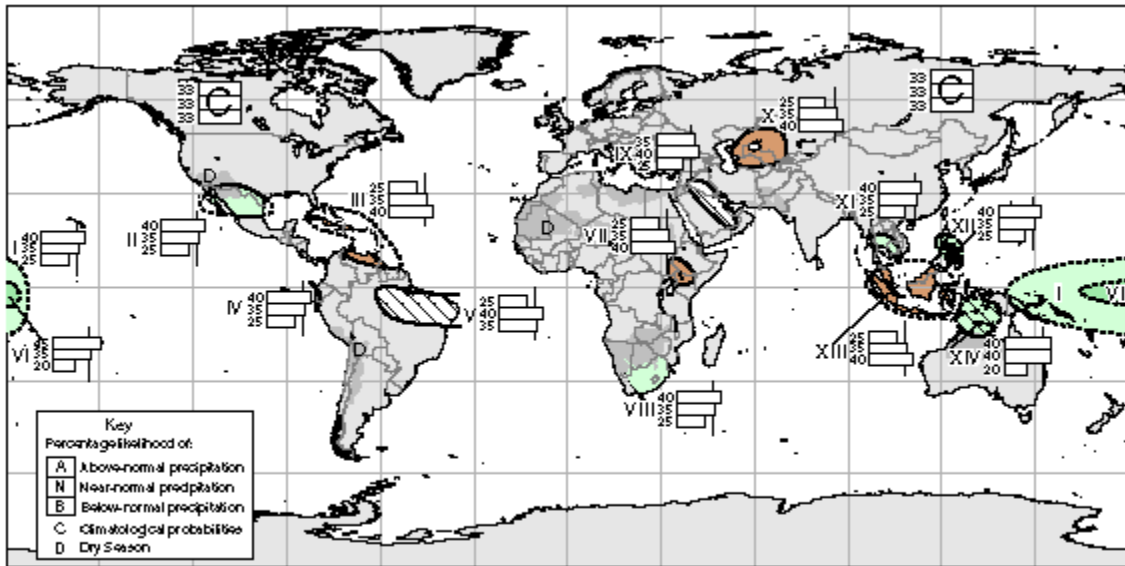 33
33
33
C
33
33
33
C
X
25
35
40
IX
35
40
25
D
III
25
35
40
XI
40
35
25
XII
40
35
25
I
40
35
25
II
40
35
25
D
VII
25
35
40
I
VI
IV
40
35
25
V
25
40
35
VI
45
35
20
D
XIII
25
35
40
XIV
40
40
20
VIII
40
35
25
Key
Percentage likelihood of:
A Above-normal precipitation
N Near-normal precipitation
B Below-normal precipitation
C Climatological probabilities
D Dry Season